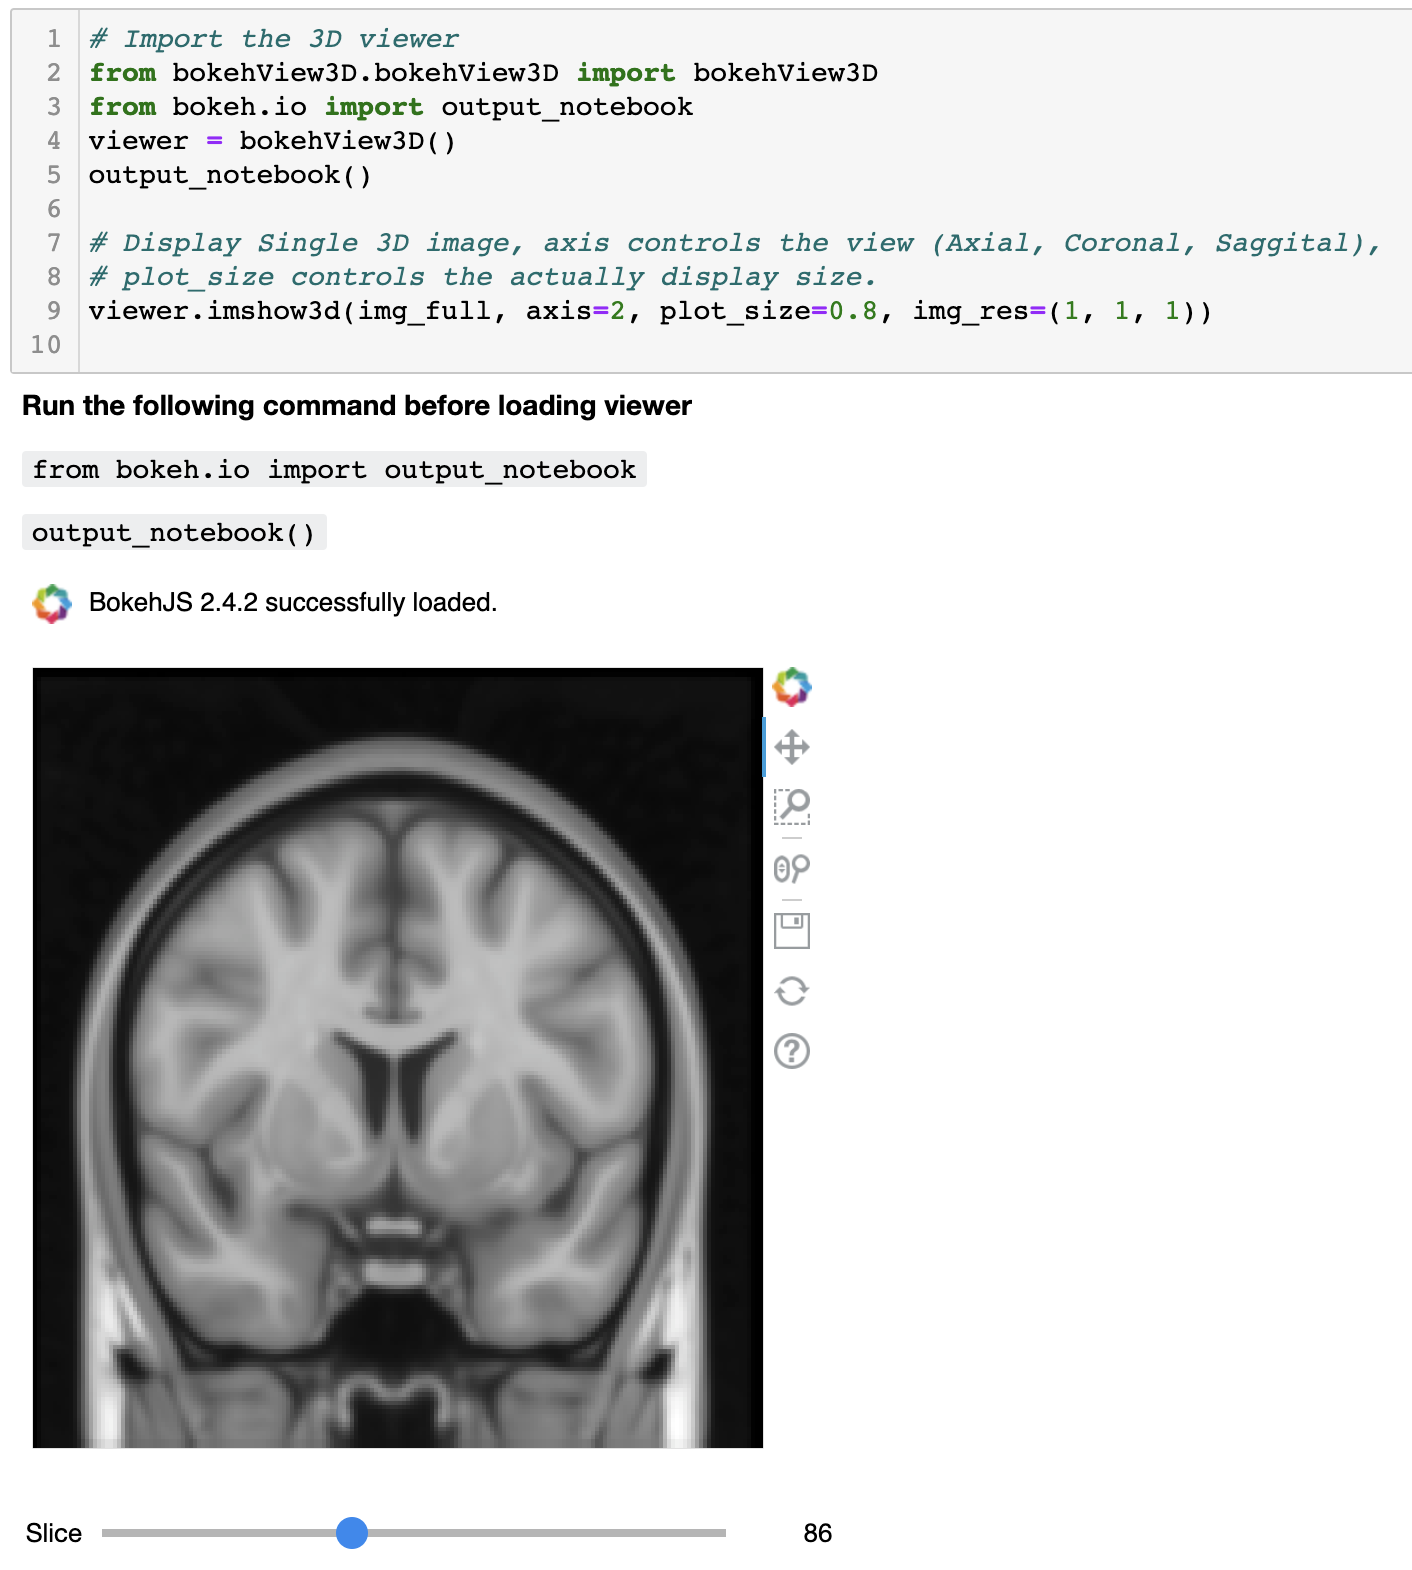 1 # Import the 3D viewer
2 from bokehView3D.bokehView3D import bokehView3D
3 from bokeh.io import output_notebook
4 viewer = bokehView3D()
5 output_notebook()
6
7 # Display Single 3D image, axis controls the view (Axial, Coronal, Saggital),
8 # plot_size controls the actually display size.
9 viewer.imshow3d(img_full, axis=2, plot_size=0.8, img_res=(1, 1, 1))
10
Run the following command before loading viewer
from bokeh.io import output_notebook
output_notebook()
BokehJS 2.4.2 successfully loaded.
Slice 86